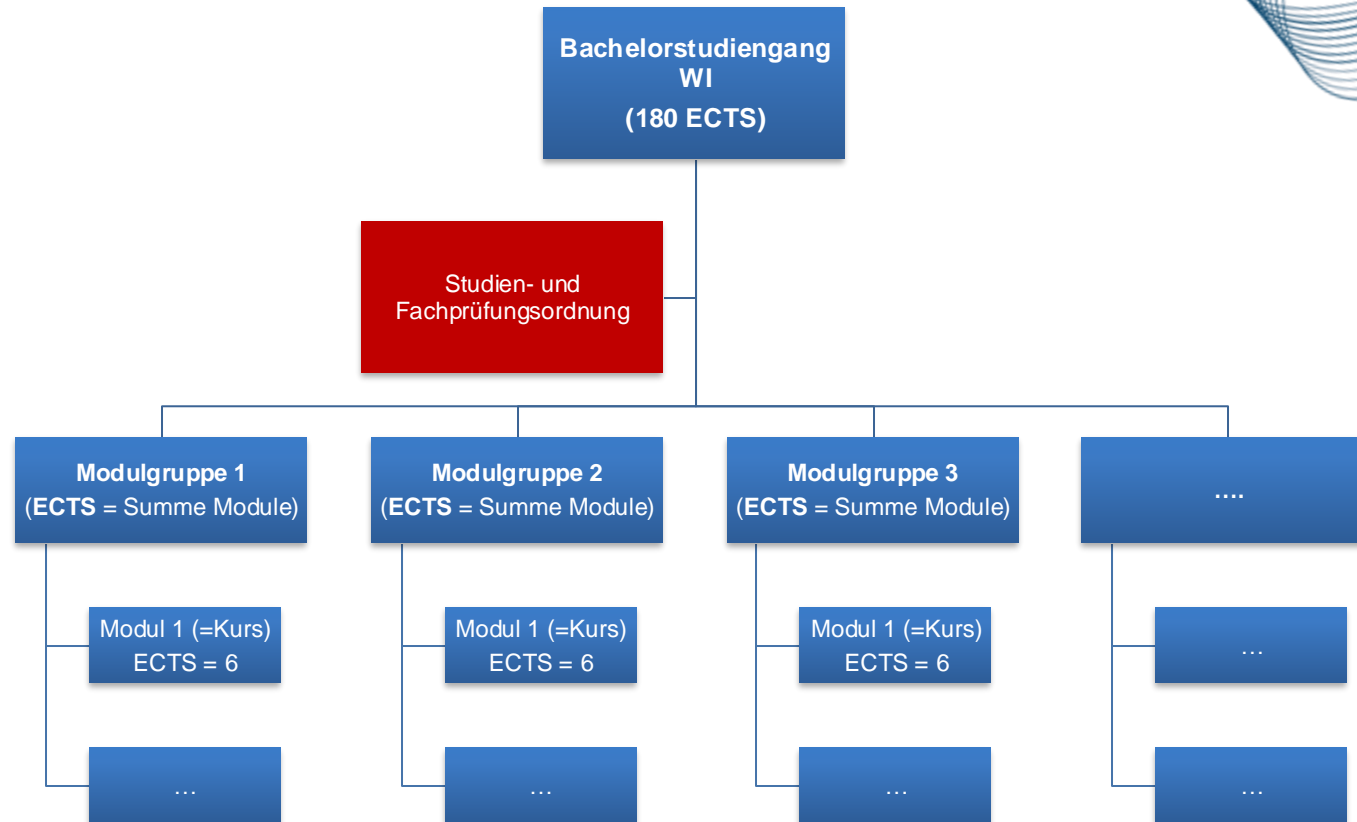 Bachelorstudiengang
WI
(180 ECTS)
Studien- und
Fachprüfungsordnung
Modulgruppe 1
(ECTS = Summe Module)
Modulgruppe 2
(ECTS = Summe Module)
Modulgruppe 3
(ECTS = Summe Module)
....
Modul 1 (=Kurs)
ECTS = 6
Modul 1 (=Kurs)
ECTS = 6
Modul 1 (=Kurs)
ECTS = 6
…
…
…
…
…